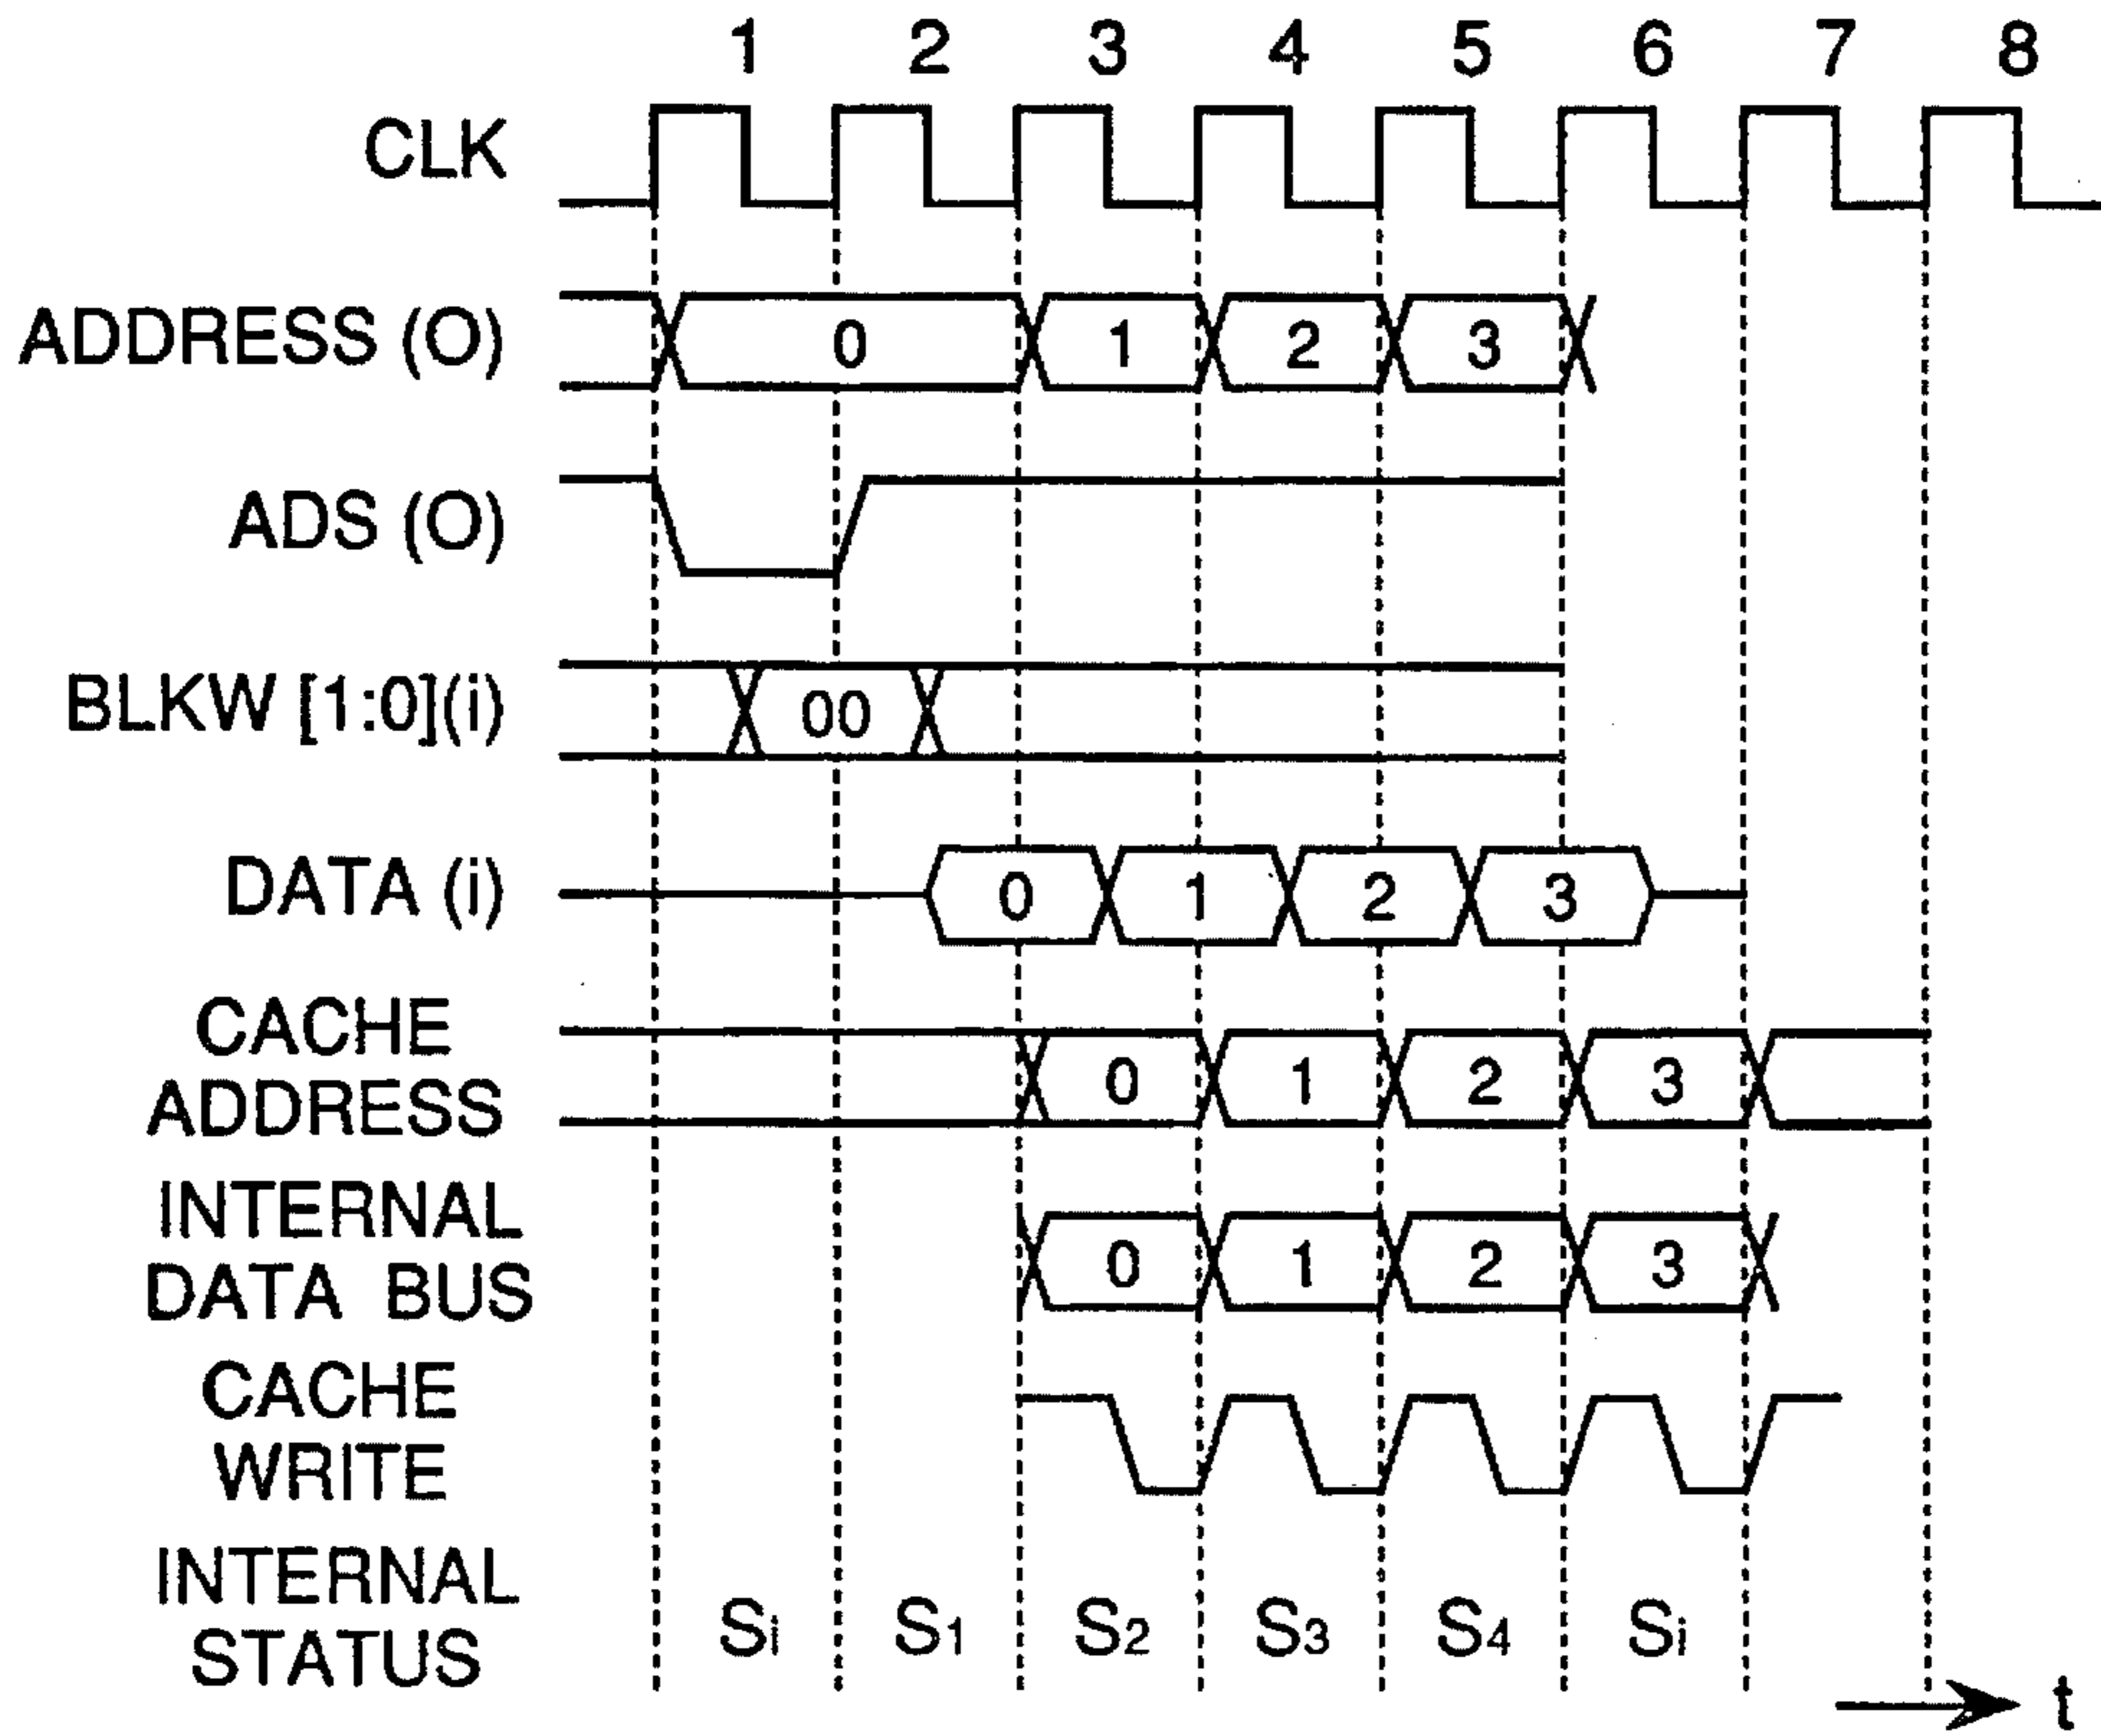 1 2 3 4 5 6 7 8
CLK
ADDRESS (O) 0 1 2 3
ADS (O)
BLKW [1:0](i) 00
DATA (i) 0 1 2 3
CACHE
ADDRESS 0 1 2 3
INTERNAL
DATA BUS 0 1 2 3
CACHE
WRITE
INTERNAL
STATUS Si S1 S2 S3 S4 Si
t